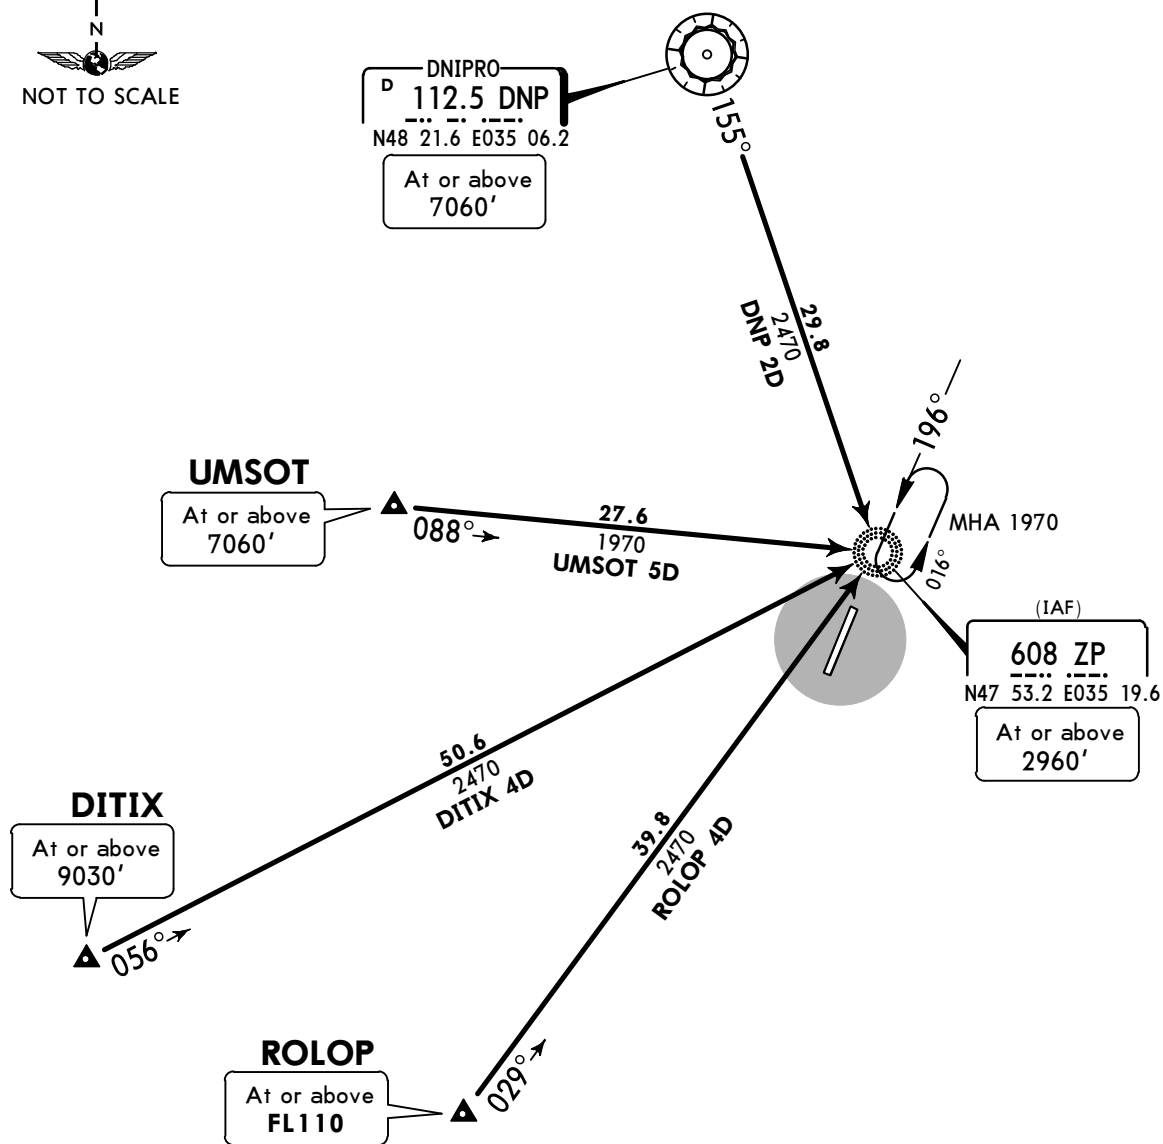 N
NOT TO SCALE
DNIPRO
D 112.5 DNP
N48 21.6 E035 06.2
At or above
7060'
155°
29.8
2470
DNP 2D
196°
UMSOT
At or above
7060'
088°
27.6
1970
UMSOT 5D
MHA 1970
016°
(IAF)
608 ZP
N47 53.2 E035 19.6
At or above
2960'
50.6
2470
DITIX 4D
DITIX
At or above
9030'
056°
39.8
2470
ROLOP 4D
ROLOP
At or above
FL110
029°